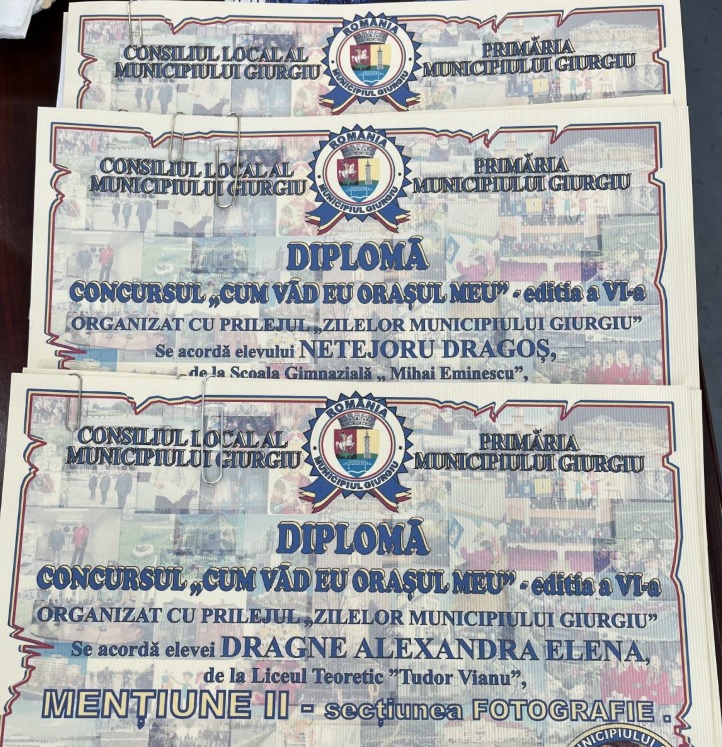 CONSILIUL LOCAL AL
MUNICIPIULUI GIURGIU
ROMÂNIA
MUNICIPIUL GIURGIU
PRIMĂRIA
MUNICIPIULUI GIURGIU
CONSILIUL LOCAL AL
MUNICIPIULUI GIURGIU
ROMÂNIA
MUNICIPIUL GIURGIU
PRIMĂRIA
MUNICIPIULUI GIURGIU
DIPLOMĂ
CONCURSUL „CUM VĂD EU ORAȘUL MEU” - editia a VI-a
ORGANIZAT CU PRILEJUL „ZILELOR MUNICIPIULUI GIURGIU”
Se acordă elevului NETEJORU DRAGOȘ,
de la Școala Gimnazială „ Mihai Eminescu”,
CONSILIUL LOCAL AL
MUNICIPIULUI GIURGIU
ROMÂNIA
MUNICIPIUL GIURGIU
PRIMĂRIA
MUNICIPIULUI GIURGIU
DIPLOMĂ
CONCURSUL „CUM VĂD EU ORAȘUL MEU” - editia a VI-a
ORGANIZAT CU PRILEJUL „ZILELOR MUNICIPIULUI GIURGIU”
Se acordă elevei DRAGNE ALEXANDRA ELENA,
de la Liceul Teoretic ”Tudor Vianu”,
MENȚIUNE II - secțiunea FOTOGRAFIE .
MUNICIPIULUI